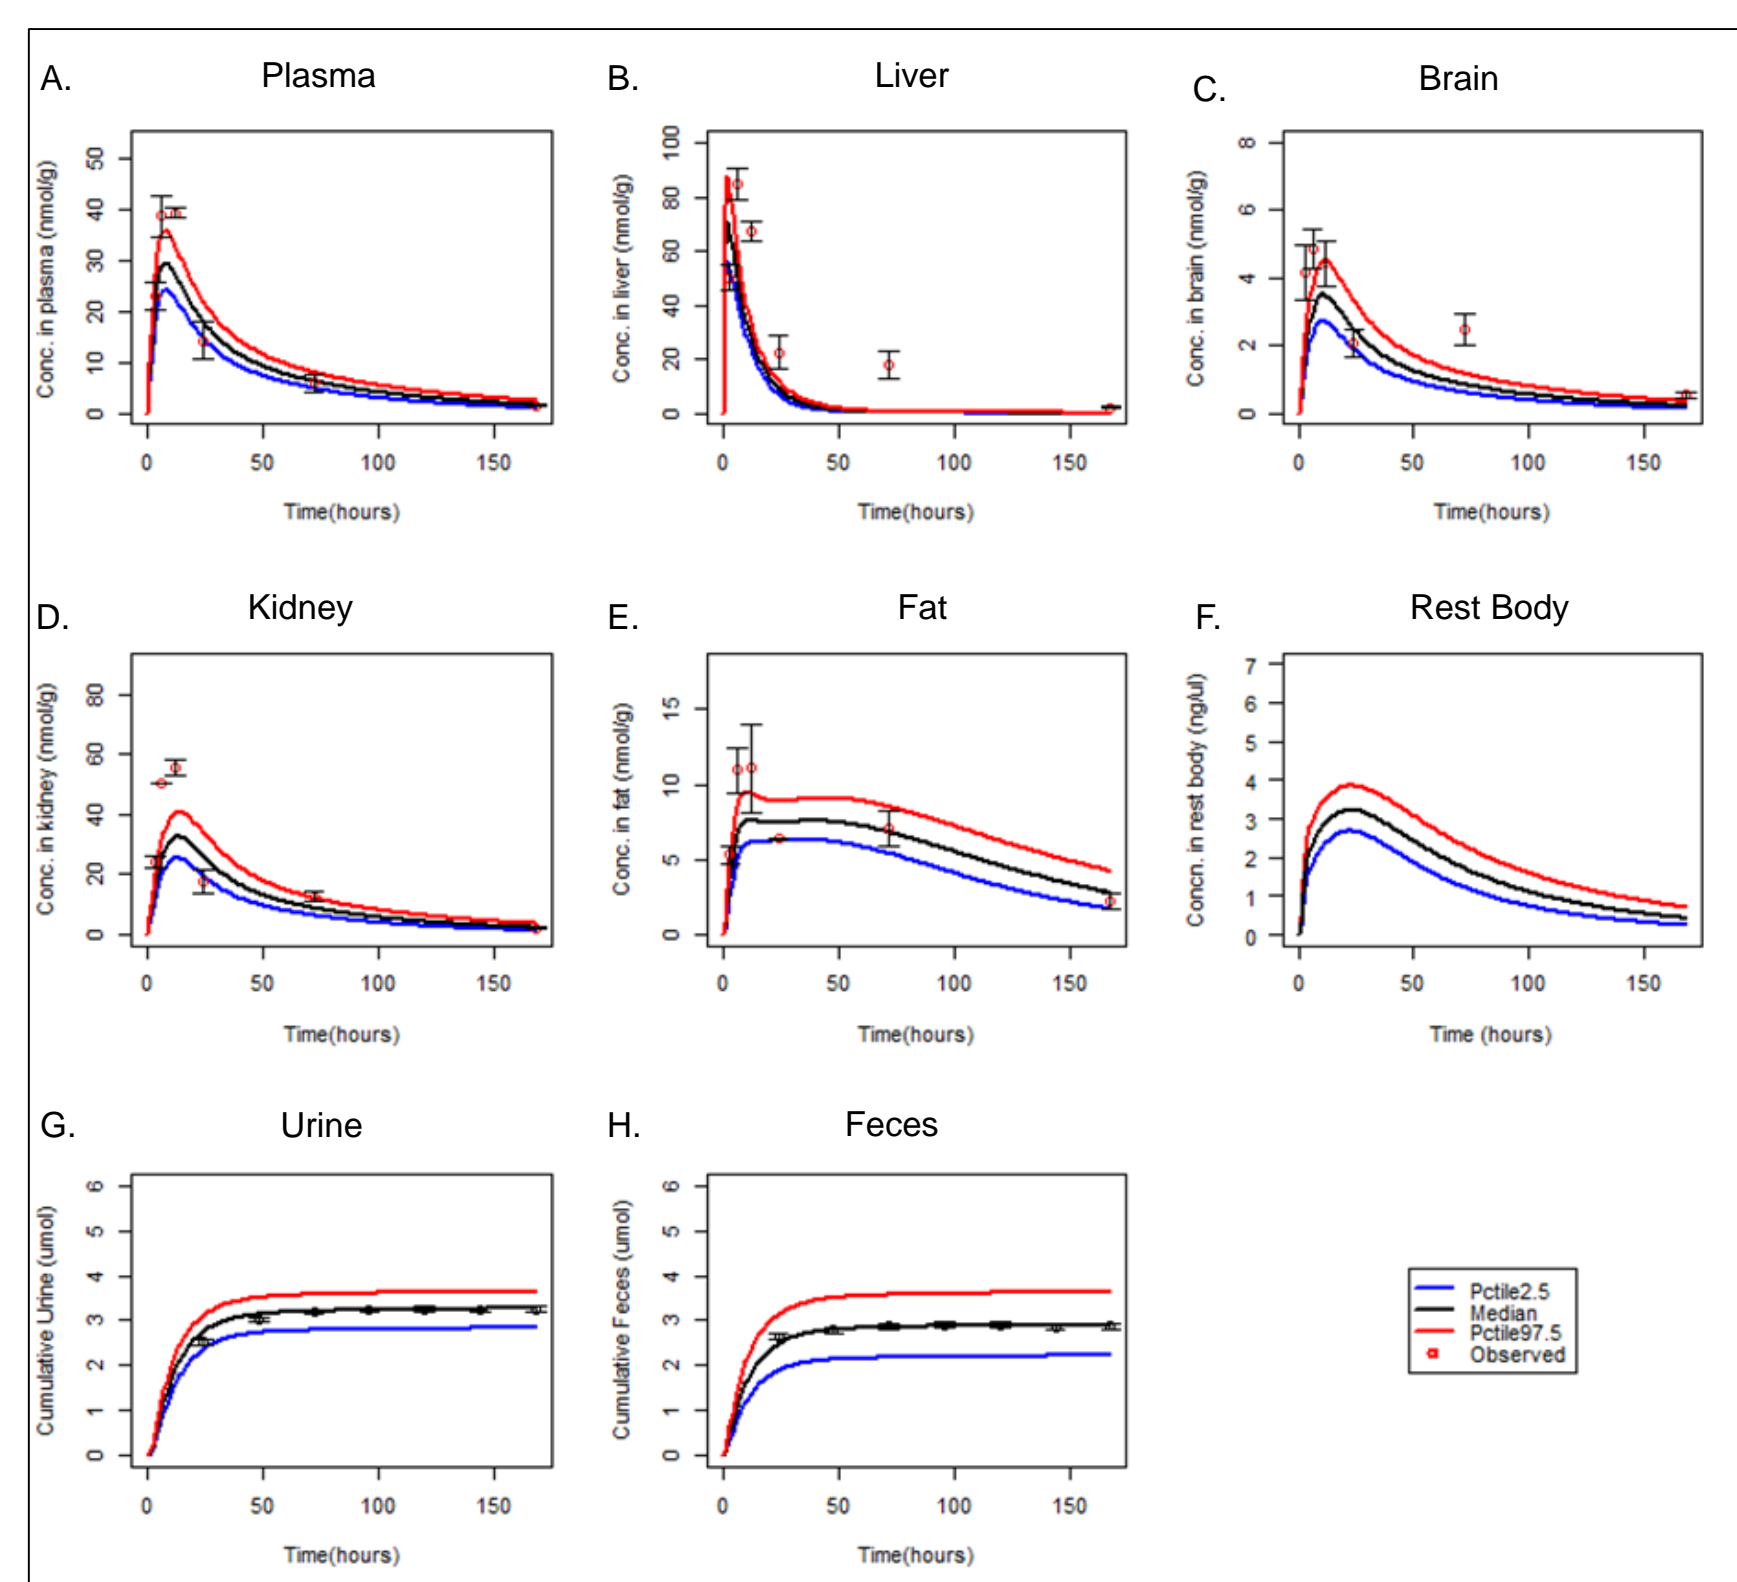 A. Plasma
Conc. in plasma (nmol/g)
50
40
30
20
10
0
0 50 100 150
Time(hours)
B. Liver
Conc. in liver (nmol/g)
100
80
60
40
20
0
0 50 100 150
Time(hours)
C. Brain
Conc. in brain (nmol/g)
8
6
4
2
0
0 50 100 150
Time(hours)
D. Kidney
Conc. in kidney (nmol/g)
80
60
40
20
0
0 50 100 150
Time(hours)
E. Fat
Conc. in fat (nmol/g)
15
10
5
0
0 50 100 150
Time(hours)
F. Rest Body
Concn. in rest body (ng/ul)
7
6
5
4
3
2
1
0
0 50 100 150
Time (hours)
G. Urine
Cumulative Urine (umol)
6
5
4
3
2
1
0
0 50 100 150
Time(hours)
H. Feces
Cumulative Feces (umol)
6
5
4
3
2
1
0
0 50 100 150
Time(hours)
Pctile2.5
Median
Pctile97.5
Observed